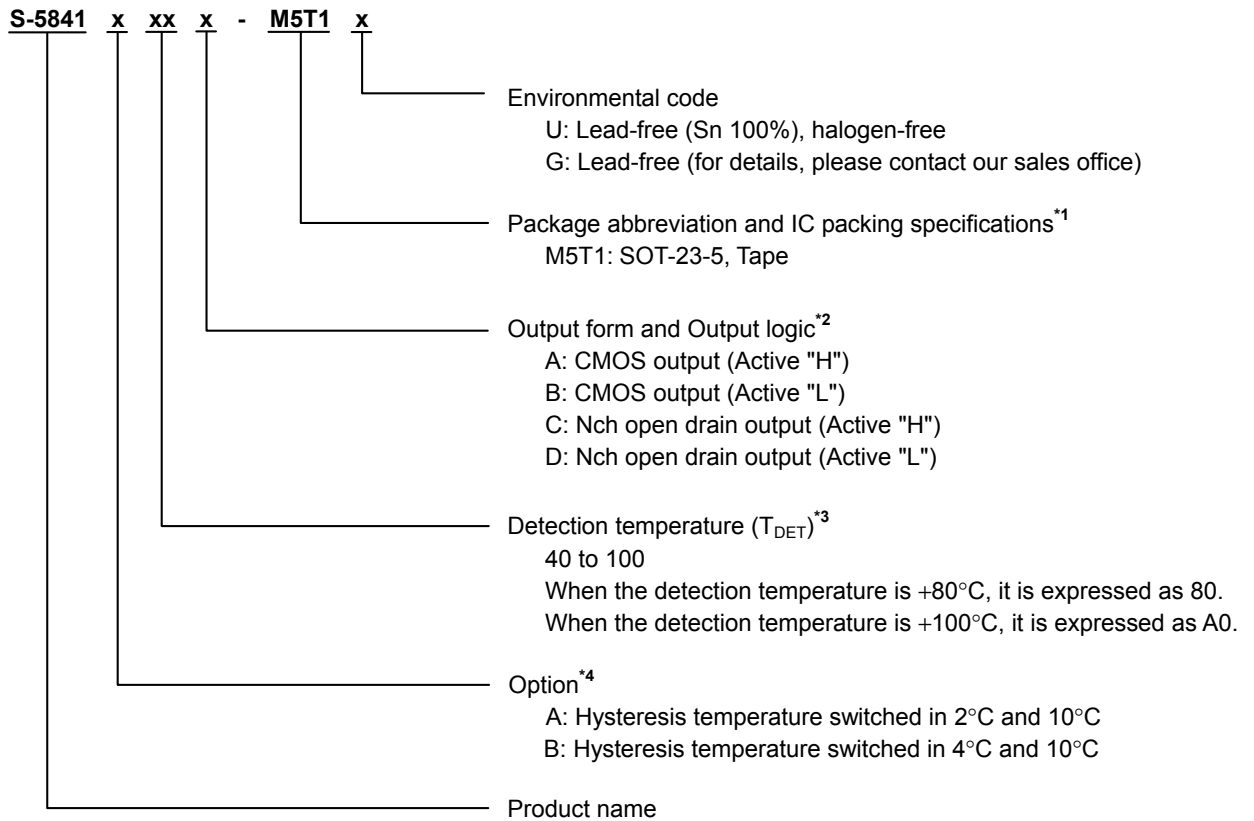 S-5841 x xx x - M5T1 x
Environmental code
U: Lead-free (Sn 100%), halogen-free
G: Lead-free (for details, please contact our sales office)
Package abbreviation and IC packing specifications*1
M5T1: SOT-23-5, Tape
Output form and Output logic*2
A: CMOS output (Active "H")
B: CMOS output (Active "L")
C: Nch open drain output (Active "H")
D: Nch open drain output (Active "L")
Detection temperature (TDET)*3
40 to 100
When the detection temperature is +80°C, it is expressed as 80.
When the detection temperature is +100°C, it is expressed as A0.
Option*4
A: Hysteresis temperature switched in 2°C and 10°C
B: Hysteresis temperature switched in 4°C and 10°C
Product name